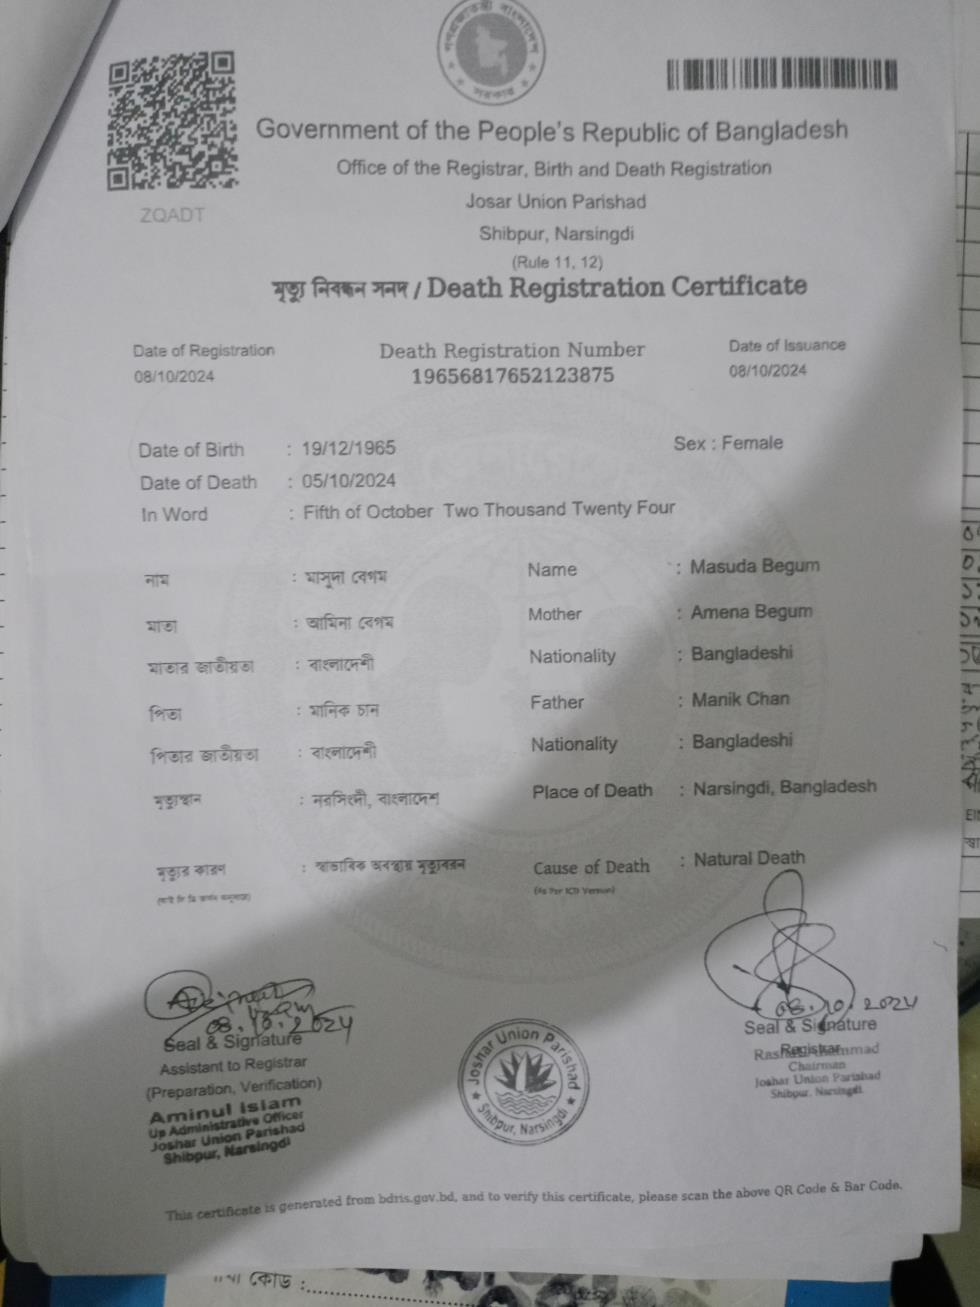 গণপ্রজাতন্ত্রী বাংলাদেশ
সরকার
ZQADT
Government of the People's Republic of Bangladesh
Office of the Registrar, Birth and Death Registration
Josar Union Parishad
Shibpur, Narsingdi
(Rule 11, 12)
মৃত্যু নিবন্ধন সনদ / Death Registration Certificate
Date of Registration Death Registration Number Date of Issuance
08/10/2024 19656817652123875 08/10/2024
Date of Birth : 19/12/1965 Sex : Female
Date of Death : 05/10/2024
In Word : Fifth of October Two Thousand Twenty Four
নাম : মাসুদা বেগম Name : Masuda Begum
মাতা : আমিনা বেগম Mother : Amena Begum
মাতার জাতীয়তা : বাংলাদেশী Nationality : Bangladeshi
পিতা : মানিক চান Father : Manik Chan
পিতার জাতীয়তা : বাংলাদেশী Nationality : Bangladeshi
মৃত্যুস্থান : নরসিংদী, বাংলাদেশ Place of Death : Narsingdi, Bangladesh
মৃত্যুর কারণ : স্বাভাবিক অবস্থায় মৃত্যুবরন Cause of Death : Natural Death
(As Per ICD Version)
08.10.2024
Seal & Signature
Assistant to Registrar
(Preparation, Verification)
Aminul Islam
Up Administrative Officer
Joshar Union Parishad
Shibpur, Narsingdi
Joshar Union Parishad
Shibpur, Narsingdi
08.10.2024
Seal & Signature
Registrar
Chairman
Joshar Union Parishad
Shibpur, Narsingdi
This certificate is generated from bdris.gov.bd, and to verify this certificate, please scan the above QR Code & Bar Code.
কোড :